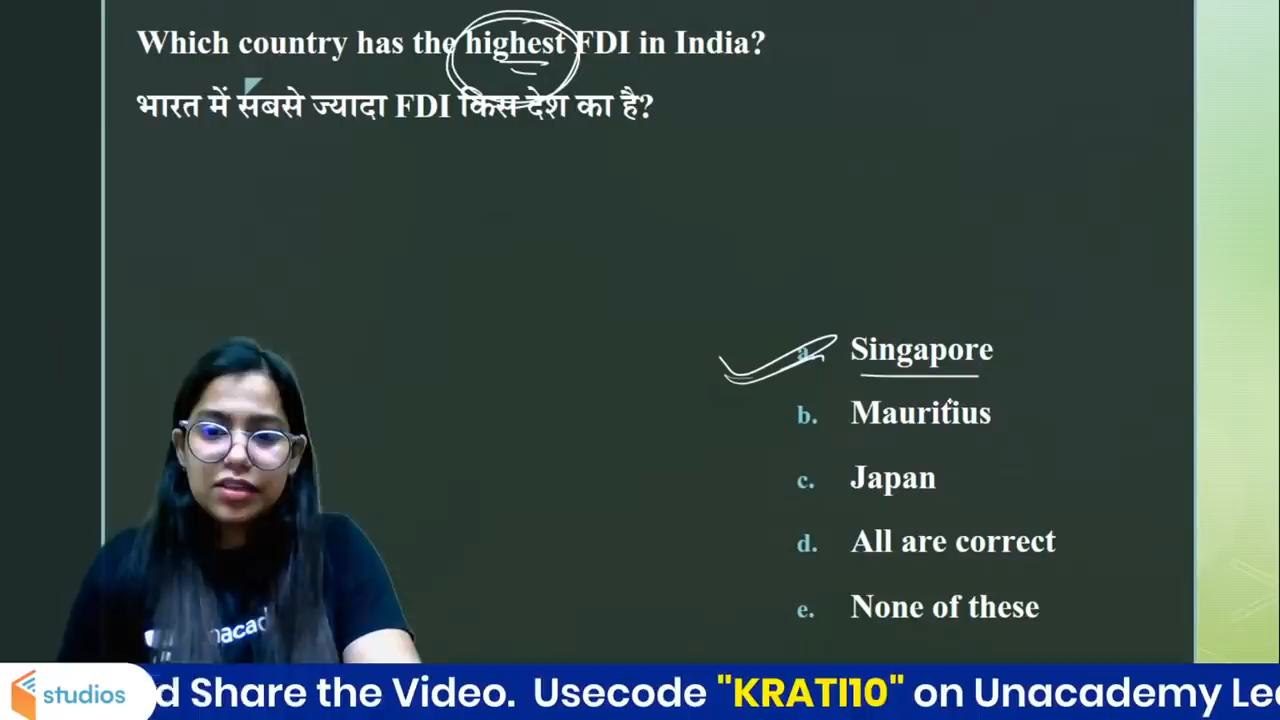 Which country has the highest FDI in India?
भारत में सबसे ज्यादा FDI किस देश का है?
a. Singapore
b. Mauritius
c. Japan
d. All are correct
e. None of these
nacad
studios
d Share the Video. Usecode "KRATI10" on Unacademy Le